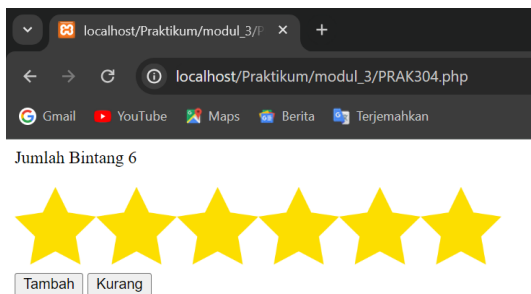 localhost/Praktikum/modul_3/P
localhost/Praktikum/modul_3/PRAK304.php
Gmail YouTube Maps Berita Terjemahkan
Jumlah Bintang 6
Tambah Kurang